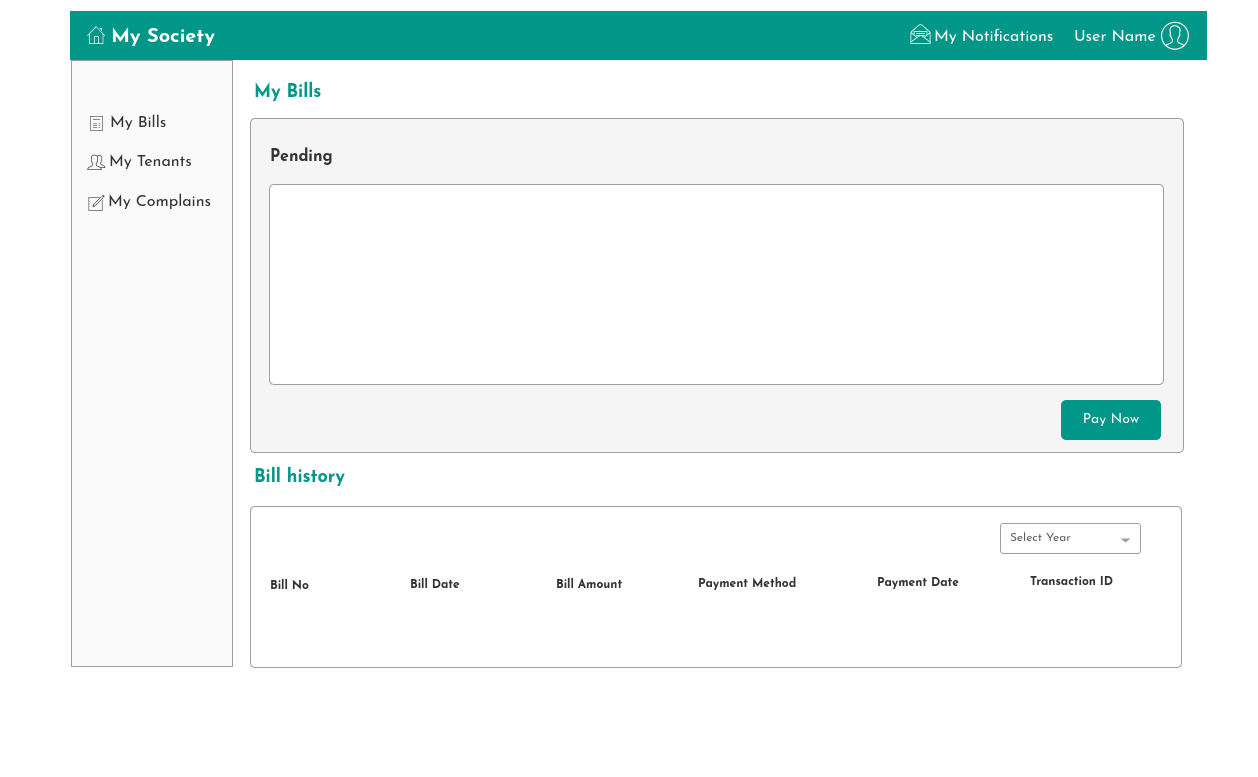 My Society
My Notifications
User Name
My Bills
My Tenants
My Complains
My Bills
Pending
Pay Now
Bill history
Select Year
Bill No
Bill Date
Bill Amount
Payment Method
Payment Date
Transaction ID